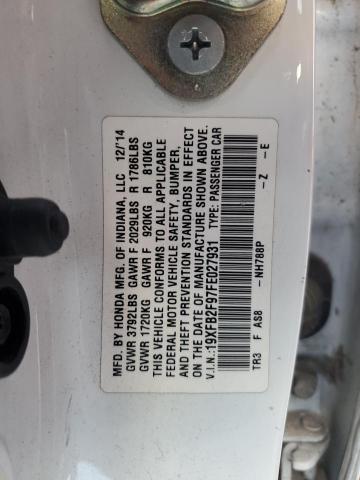 MFD. BY HONDA MFG. OF INDIANA, LLC 12/'14
GVWR 3792LBS GAWR F 2029LBS R 1786LBS
GVWR 1720KG GAWR F 920KG R 810KG
THIS VEHICLE CONFORMS TO ALL APPLICABLE
FEDERAL MOTOR VEHICLE SAFETY, BUMPER,
AND THEFT PREVENTION STANDARDS IN EFFECT
ON THE DATE OF MANUFACTURE SHOWN ABOVE.
V.I.N.:19XFB2F97FE027931 TYPE: PASSENGER CAR
TR3 F AS8 -NH788P -Z -E